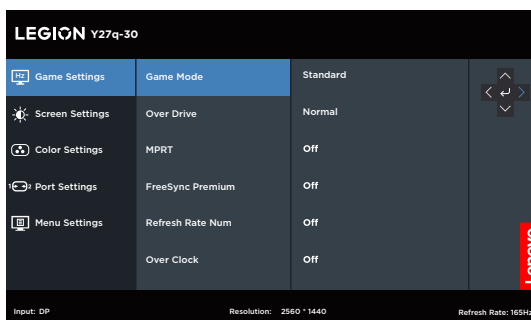 LEGION Y27q-30
Game Settings Game Mode Standard
Screen Settings Over Drive Normal
Color Settings MPRT Off
1 2 Port Settings FreeSync Premium Off
Menu Settings Refresh Rate Num Off
Over Clock Off
Input: DP Resolution: 2560 * 1440 Refresh Rate: 165Hz